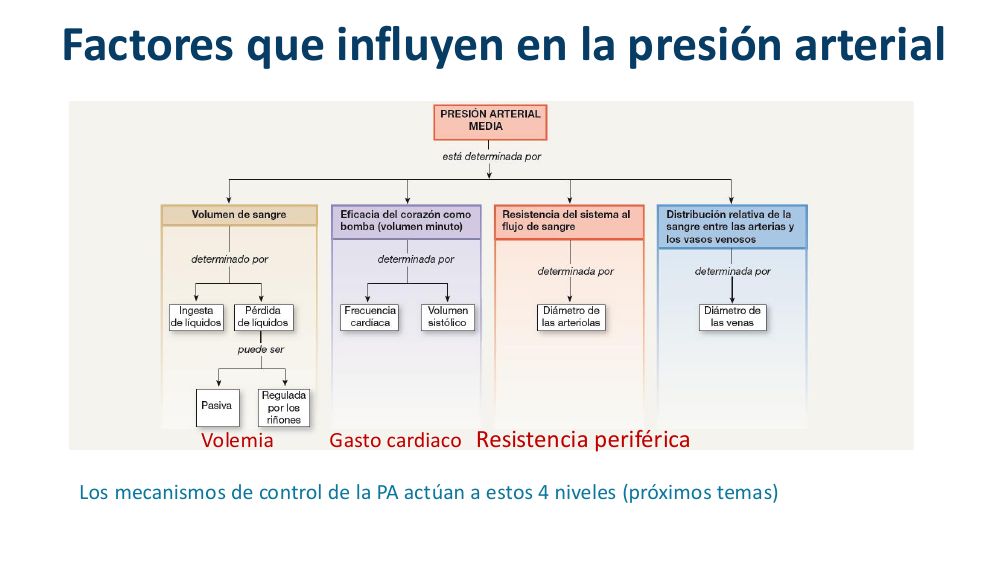 Factores que influyen en la presión arterial
PRESIÓN ARTERIAL
MEDIA
está determinada por
Volumen de sangre
determinado por
Ingesta
de líquidos
Pérdida
de líquidos
puede ser
Pasiva
Regulada
por los
riñones
Volemia
Eficacia del corazón como
bomba (volumen minuto)
determinada por
Frecuencia
cardíaca
Volumen
sistólico
Gasto cardiaco
Resistencia del sistema al
flujo de sangre
determinada por
Diámetro de
las arteriolas
Resistencia periférica
Distribución relativa de la
sangre entre las arterias y
los vasos venosos
determinada por
Diámetro de
las venas
Los mecanismos de control de la PA actúan a estos 4 niveles (próximos temas)